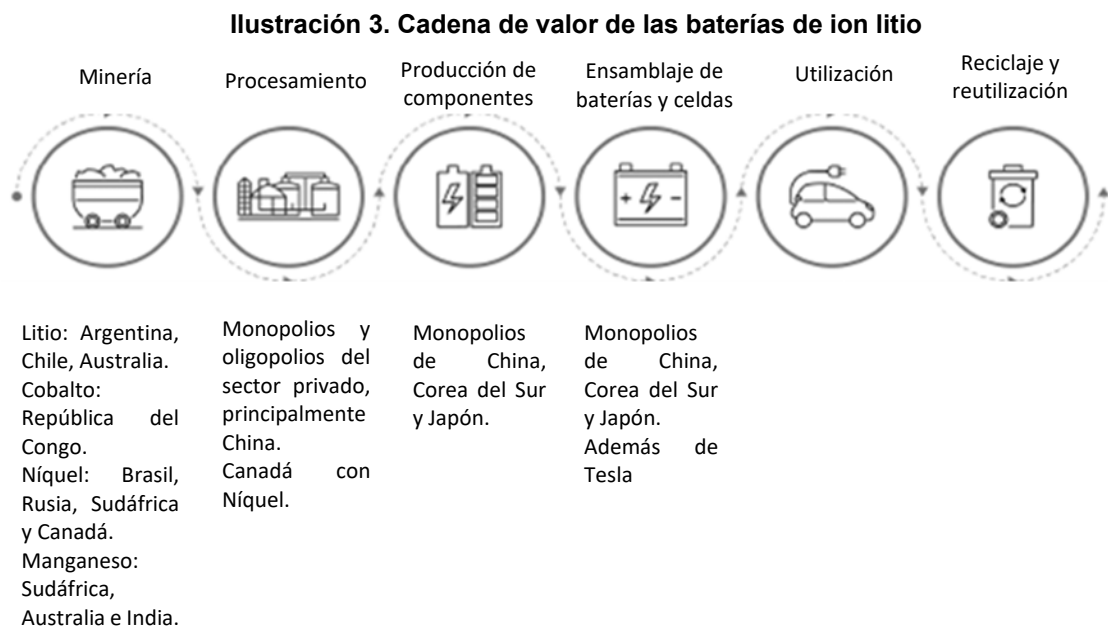 Ilustración 3. Cadena de valor de las baterías de ion litio
Minería
Procesamiento
Producción de
componentes
Ensamblaje de
baterías y celdas
Utilización
Reciclaje y
reutilización
Litio: Argentina,
Chile, Australia.
Cobalto:
República del
Congo.
Níquel: Brasil,
Rusia, Sudáfrica
y Canadá.
Manganeso:
Sudáfrica,
Australia e India.
Monopolios y
oligopolios del
sector privado,
principalmente
China.
Canadá con
Níquel.
Monopolios
de China,
Corea del Sur
y Japón.
Monopolios
de China,
Corea del Sur
y Japón.
Además de
Tesla